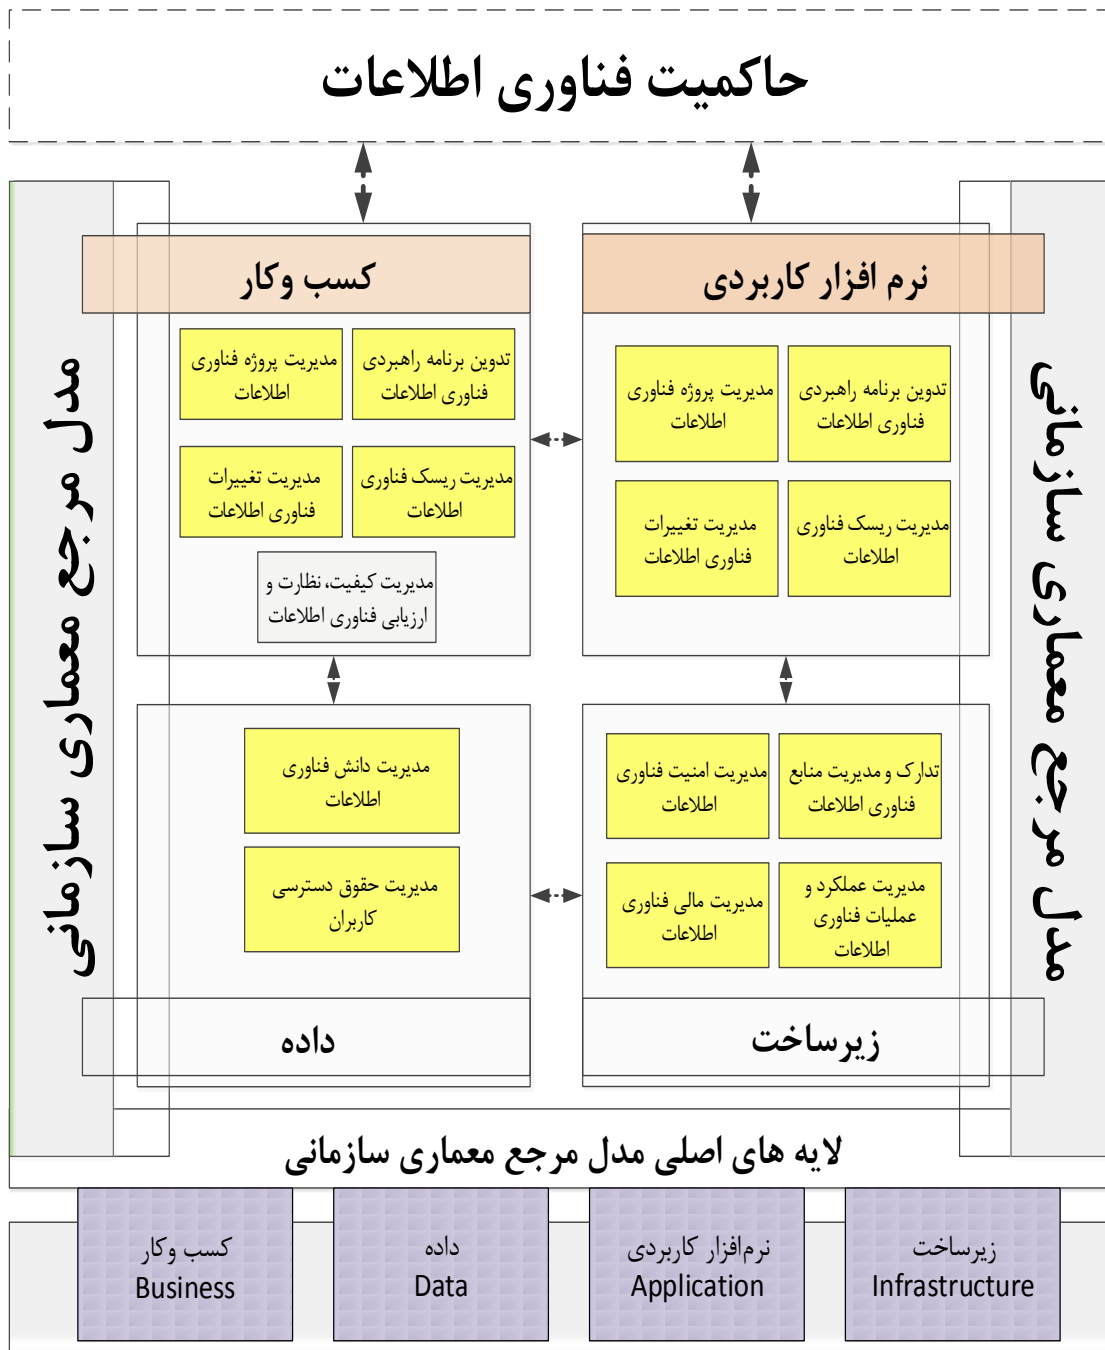 حاکمیت فناوری اطلاعات
مدل مرجع معماری سازمانی
نرم افزار کاربردی
تدوین برنامه راهبردی
فناوری اطلاعات
مدیریت پروژه فناوری
اطلاعات
مدیریت ریسک فناوری
اطلاعات
مدیریت تغییرات
فناوری اطلاعات
کسب وکار
تدوین برنامه راهبردی
فناوری اطلاعات
مدیریت پروژه فناوری
اطلاعات
مدیریت ریسک فناوری
اطلاعات
مدیریت تغییرات
فناوری اطلاعات
مدیریت کیفیت، نظارت و
ارزیابی فناوری اطلاعات
تدارک و مدیریت منابع
فناوری اطلاعات
مدیریت امنیت فناوری
اطلاعات
مدیریت عملکرد و
عملیات فناوری
اطلاعات
مدیریت مالی فناوری
اطلاعات
زیرساخت
مدیریت دانش فناوری
اطلاعات
مدیریت حقوق دسترسی
کاربران
داده
مدل مرجع معماری سازمانی
لایه های اصلی مدل مرجع معماری سازمانی
کسب وکار
Business
داده
Data
نرم‌افزار کاربردی
Application
زیرساخت
Infrastructure